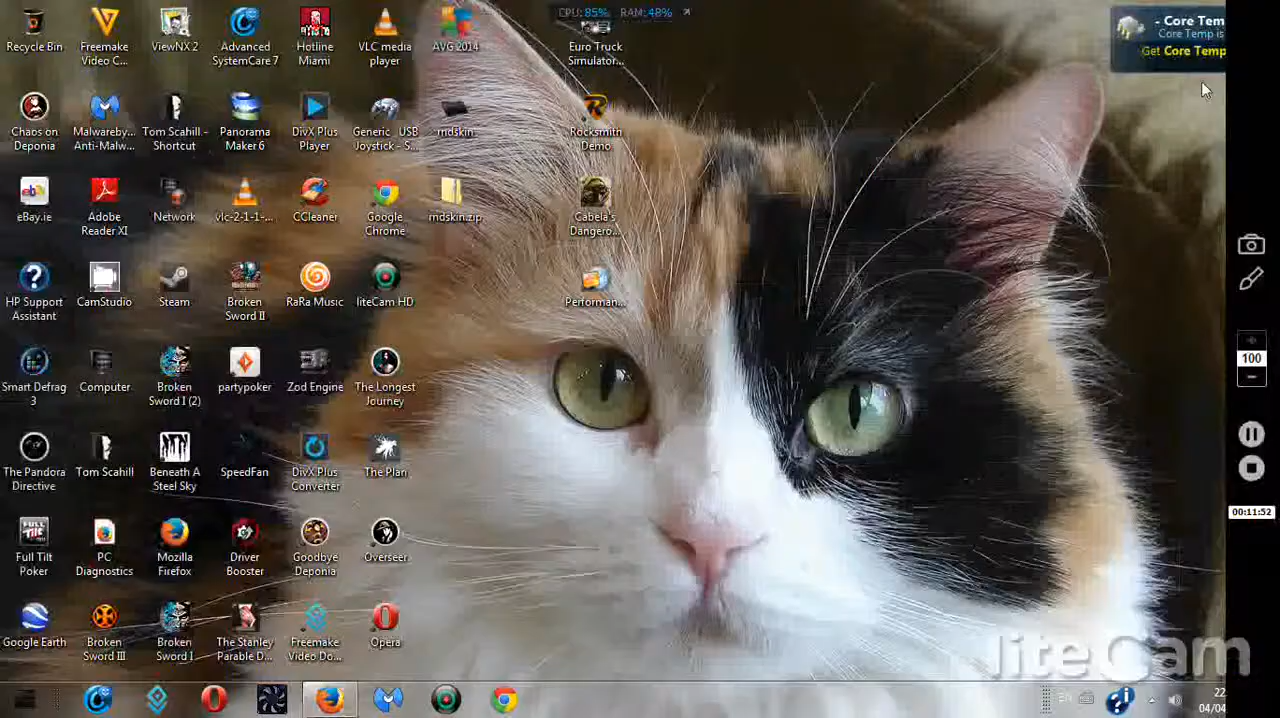 CPU: 85% RAM: 48%
- Core Tem
Core Temp is
Get Core Temp
Recycle Bin
Freemake Video C...
ViewNX 2
Advanced SystemCare 7
Hotline Miami
VLC media player
AVG 2014
Euro Truck Simulator...
Chaos on Deponia
Malwareby... Anti-Malw...
Tom Scahill - Shortcut
Panorama Maker 6
DivX Plus Player
Generic USB Joystick - S...
mdskin
Rocksmith Demo
eBay.ie
Adobe Reader XI
Network
vlc-2-1-1-...
CCleaner
Google Chrome
mdskin.zip
Cabela's Dangero...
HP Support Assistant
CamStudio
Steam
Broken Sword II
RaRa Music
liteCam HD
Performan...
Smart Defrag 3
Computer
Broken Sword I (2)
partypoker
Zod Engine
The Longest Journey
100
The Pandora Directive
Tom Scahill
Beneath A Steel Sky
SpeedFan
DivX Plus Converter
The Plan
00:11:52
Full Tilt Poker
PC Diagnostics
Mozilla Firefox
Driver Booster
Goodbye Deponia
Overseer
Google Earth
Broken Sword III
Broken Sword I
The Stanley Parable D...
Freemake Video Do...
Opera
liteCam
EN
22
04/04